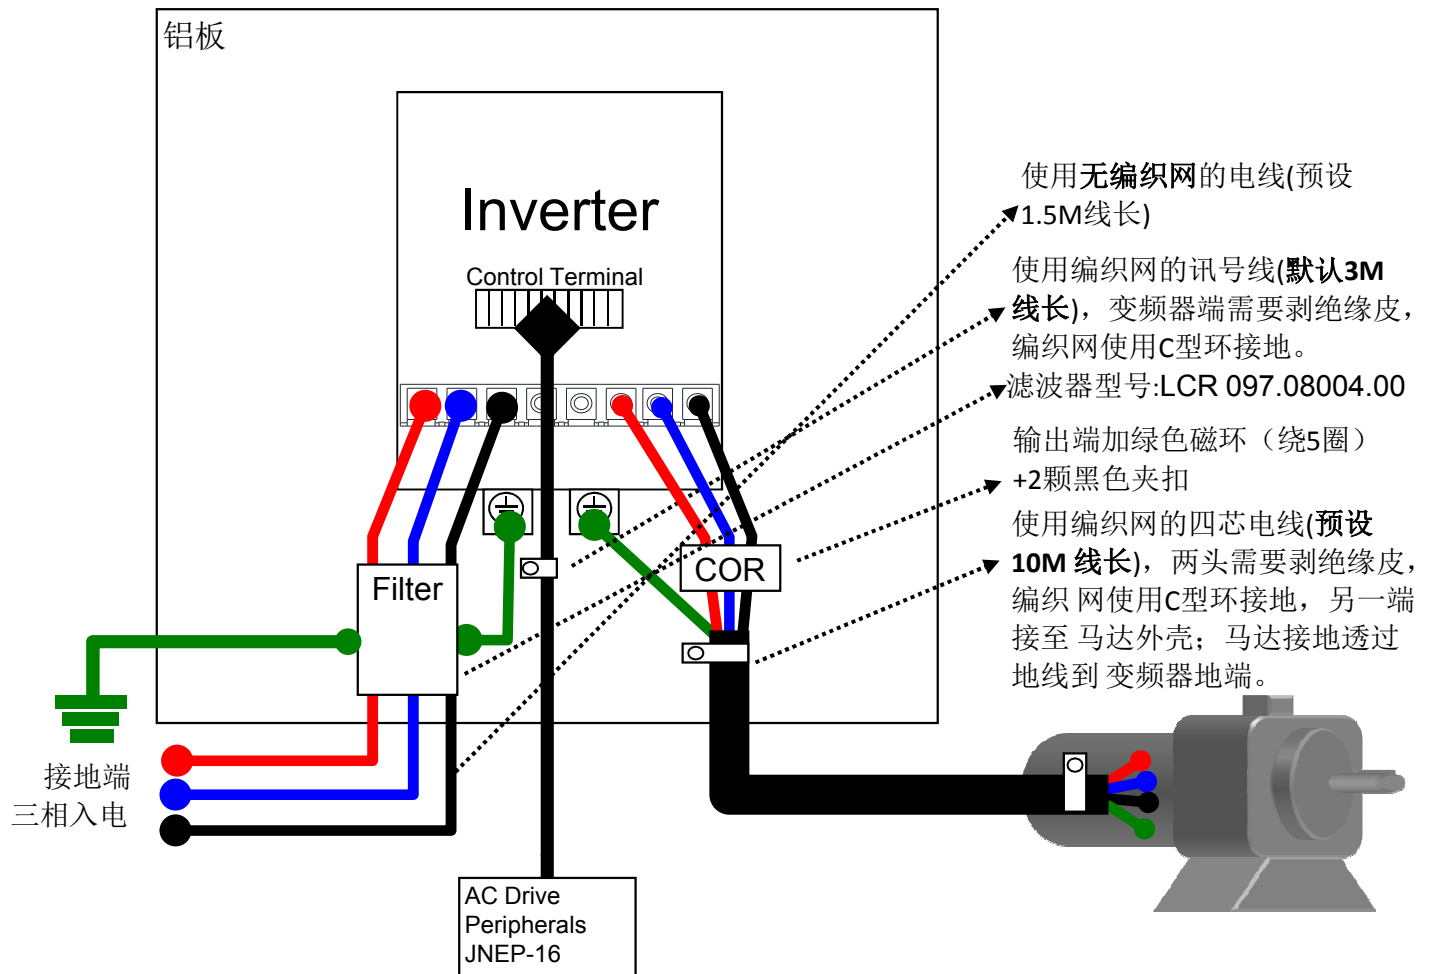 铝板
Inverter
Control Terminal
使用无编织网的电线(预设
1.5M线长)
使用编织网的讯号线(默认3M
线长)，变频器端需要剥绝缘皮，
编织网使用C型环接地。
滤波器型号:LCR 097.08004.00
输出端加绿色磁环（绕5圈）
+2颗黑色夹扣
使用编织网的四芯电线(预设
10M 线长)，两头需要剥绝缘皮，
编织 网使用C型环接地，另一端
接至 马达外壳；马达接地透过
地线到 变频器地端。
Filter
COR
接地端
三相入电
AC Drive
Peripherals
JNEP-16